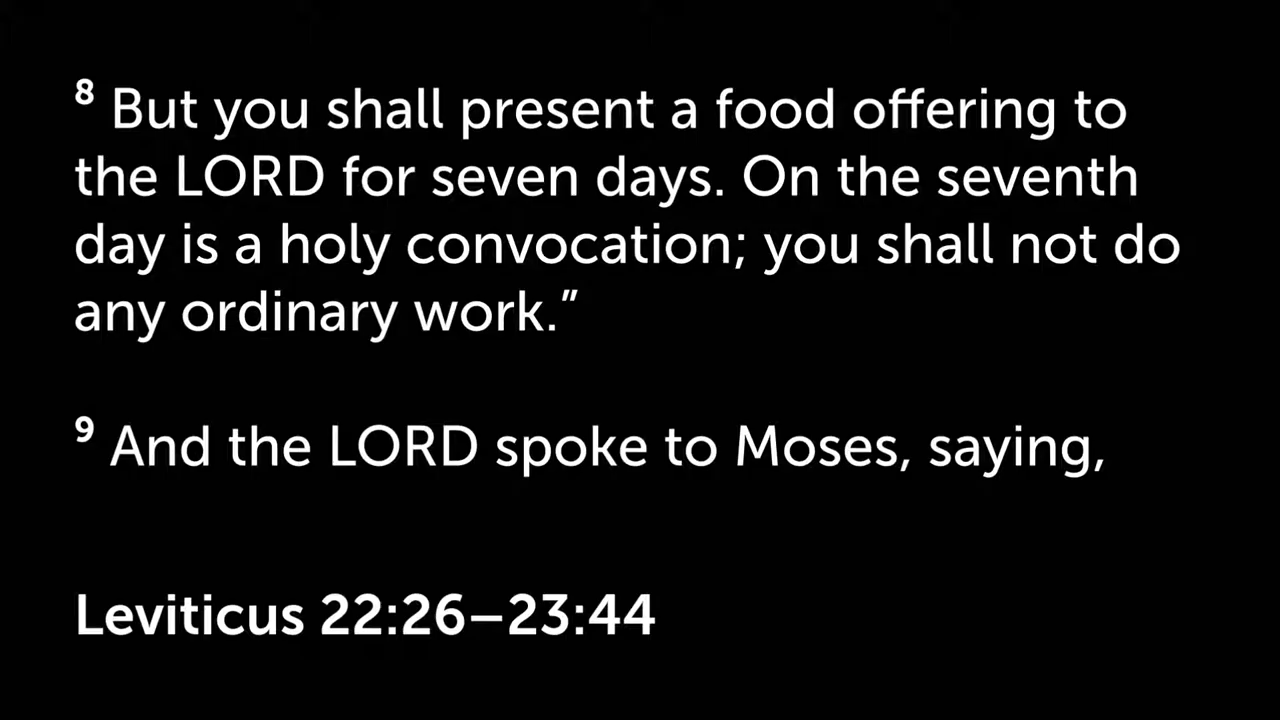 8 But you shall present a food offering to
the LORD for seven days. On the seventh
day is a holy convocation; you shall not do
any ordinary work.”
9 And the LORD spoke to Moses, saying,
Leviticus 22:26–23:44